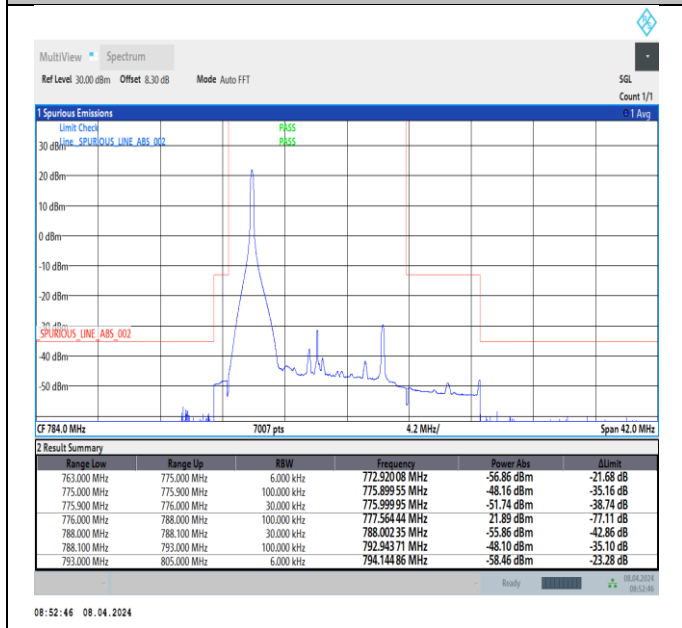 MultiView Spectrum
Ref Level 30.00 dBm Offset 8.30 dB Mode Auto FFT SGL
Count 1/1
1 Spurious Emissions 1 Avg
Limit Check PASS
30 dBm Line _SPURIOUS_LINE_ABS_002 PASS
20 dBm
10 dBm
0 dBm
-10 dBm
-20 dBm
-30 dBm
_SPURIOUS_LINE_ABS_002
-40 dBm
-50 dBm
CF 784.0 MHz 7007 pts 4.2 MHz/ Span 42.0 MHz
2 Result Summary
Range Low Range Up RBW Frequency Power Abs ΔLimit
763.000 MHz 775.000 MHz 6.000 kHz 772.92008 MHz -56.86 dBm -21.68 dB
775.000 MHz 775.900 MHz 100.000 kHz 775.89955 MHz -48.16 dBm -35.16 dB
775.900 MHz 776.000 MHz 30.000 kHz 775.99995 MHz -51.74 dBm -38.74 dB
776.000 MHz 788.000 MHz 100.000 kHz 777.56444 MHz 21.89 dBm -77.11 dB
788.000 MHz 788.100 MHz 30.000 kHz 788.00235 MHz -55.86 dBm -42.86 dB
788.100 MHz 793.000 MHz 100.000 kHz 792.94371 MHz -48.10 dBm -35.10 dB
793.000 MHz 805.000 MHz 6.000 kHz 794.14486 MHz -58.46 dBm -23.28 dB
Ready 08.04.2024
08:52:46
08:52:46 08.04.2024